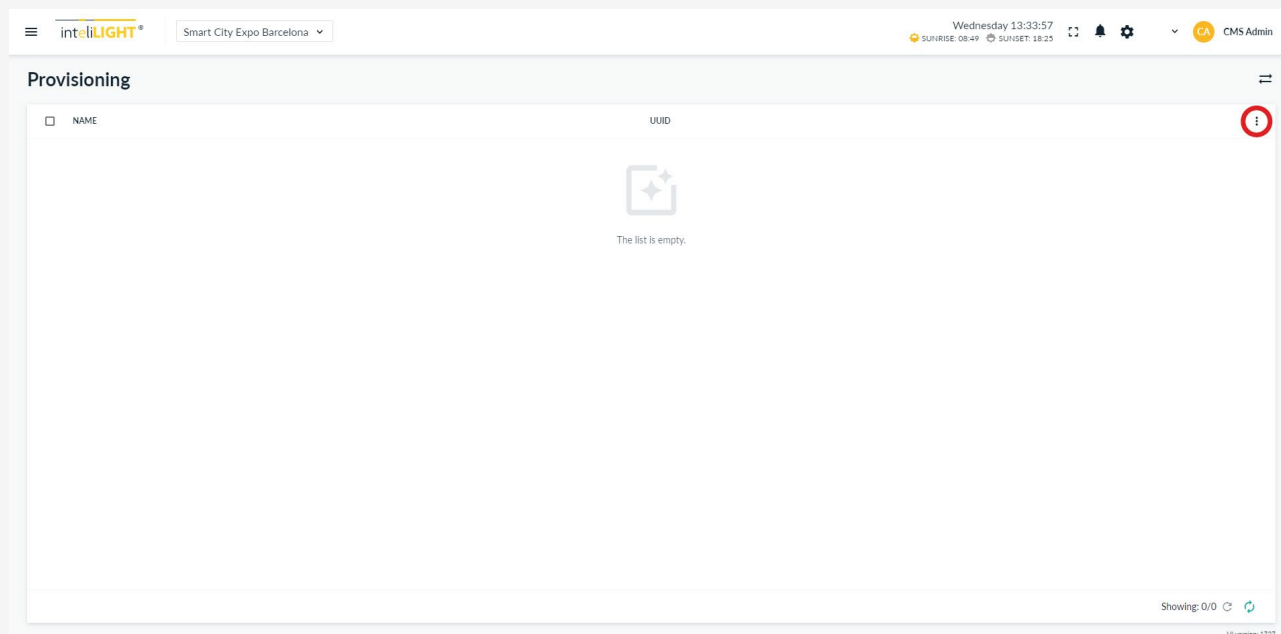 inteliLIGHT®
Smart City Expo Barcelona
Wednesday 13:33:57
SUNRISE: 08:49 SUNSET: 18:25
CA CMS Admin
Provisioning
NAME UUID
The list is empty.
Showing: 0/0